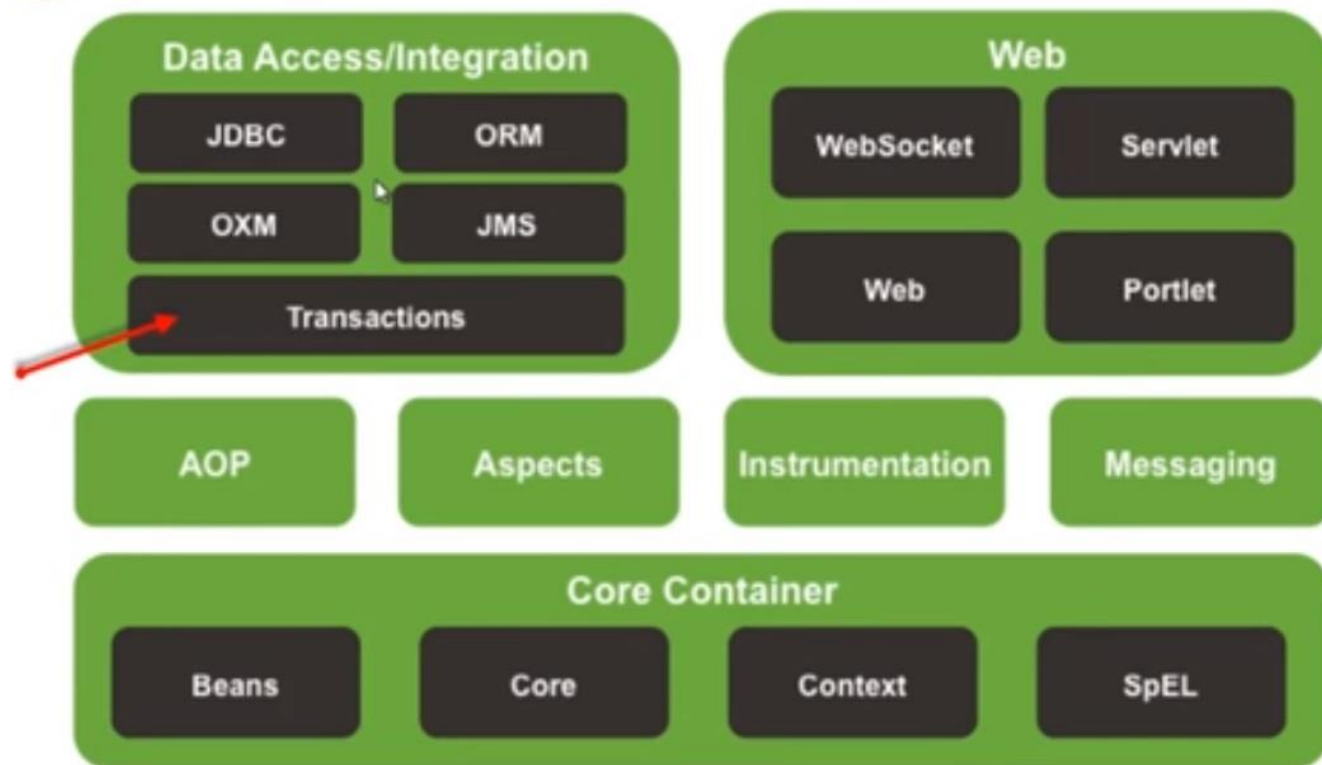 Data Access/Integration
JDBC
ORM
OXM
JMS
Transactions
Web
WebSocket
Servlet
Web
Portlet
AOP
Aspects
Instrumentation
Messaging
Core Container
Beans
Core
Context
SpEL